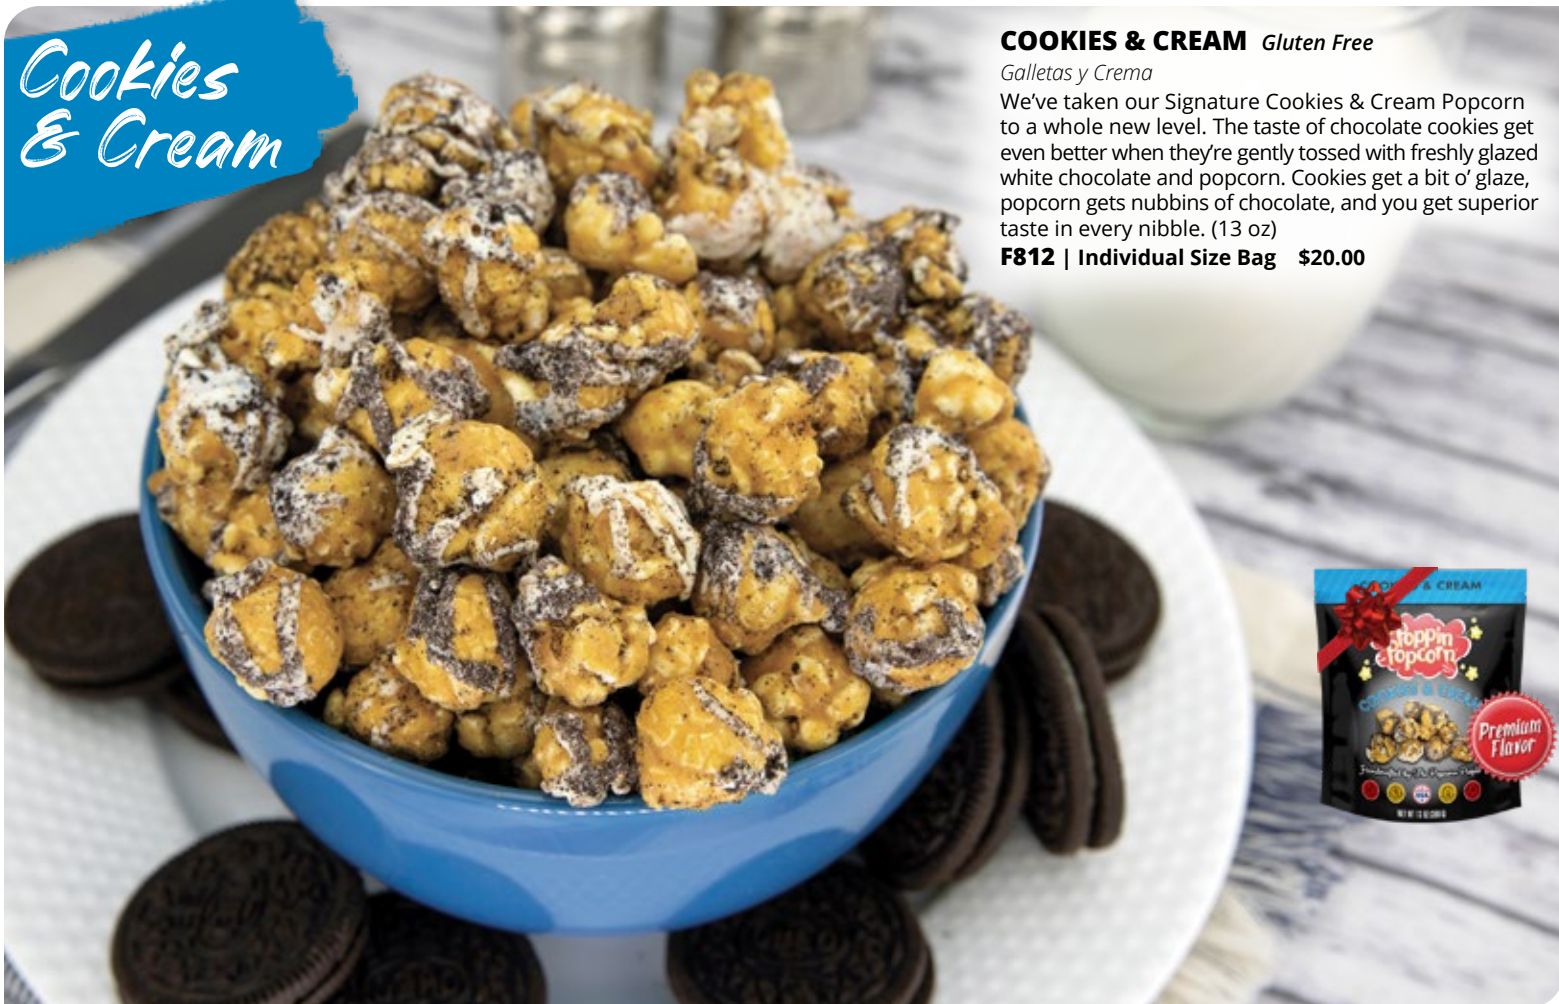 Cookies
& Cream
COOKIES & CREAM Gluten Free
Galletas y Crema
We’ve taken our Signature Cookies & Cream Popcorn
to a whole new level. The taste of chocolate cookies get
even better when they’re gently tossed with freshly glazed
white chocolate and popcorn. Cookies get a bit o’ glaze,
popcorn gets nubbins of chocolate, and you get superior
taste in every nibble. (13 oz)
F812 | Individual Size Bag $20.00
& CREAM
Poppin
Popcorn
COOKIES & CREAM
Premium
Flavor